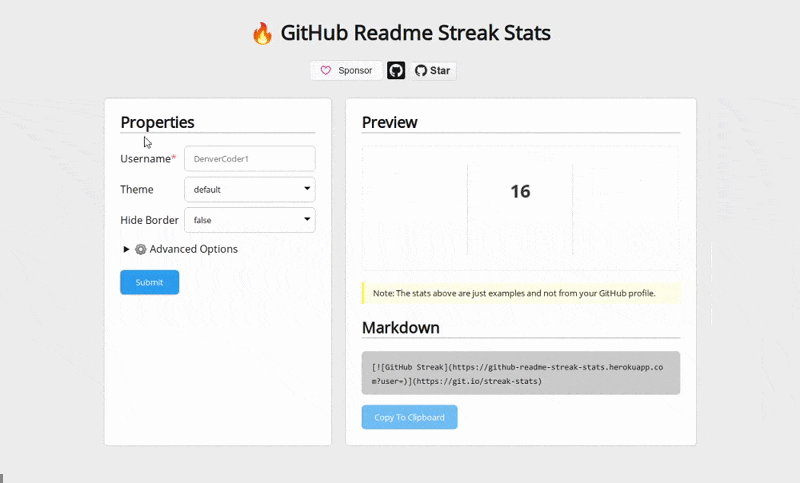 🔥 GitHub Readme Streak Stats
Sponsor
Star
Properties
Username*
DenverCoder1
Theme
default
Hide Border
false
Advanced Options
Submit
Preview
16
Note: The stats above are just examples and not from your GitHub profile.
Markdown
[![GitHub Streak](https://github-readme-streak-stats.herokuapp.co
m?user=)](https://git.io/streak-stats)
Copy To Clipboard